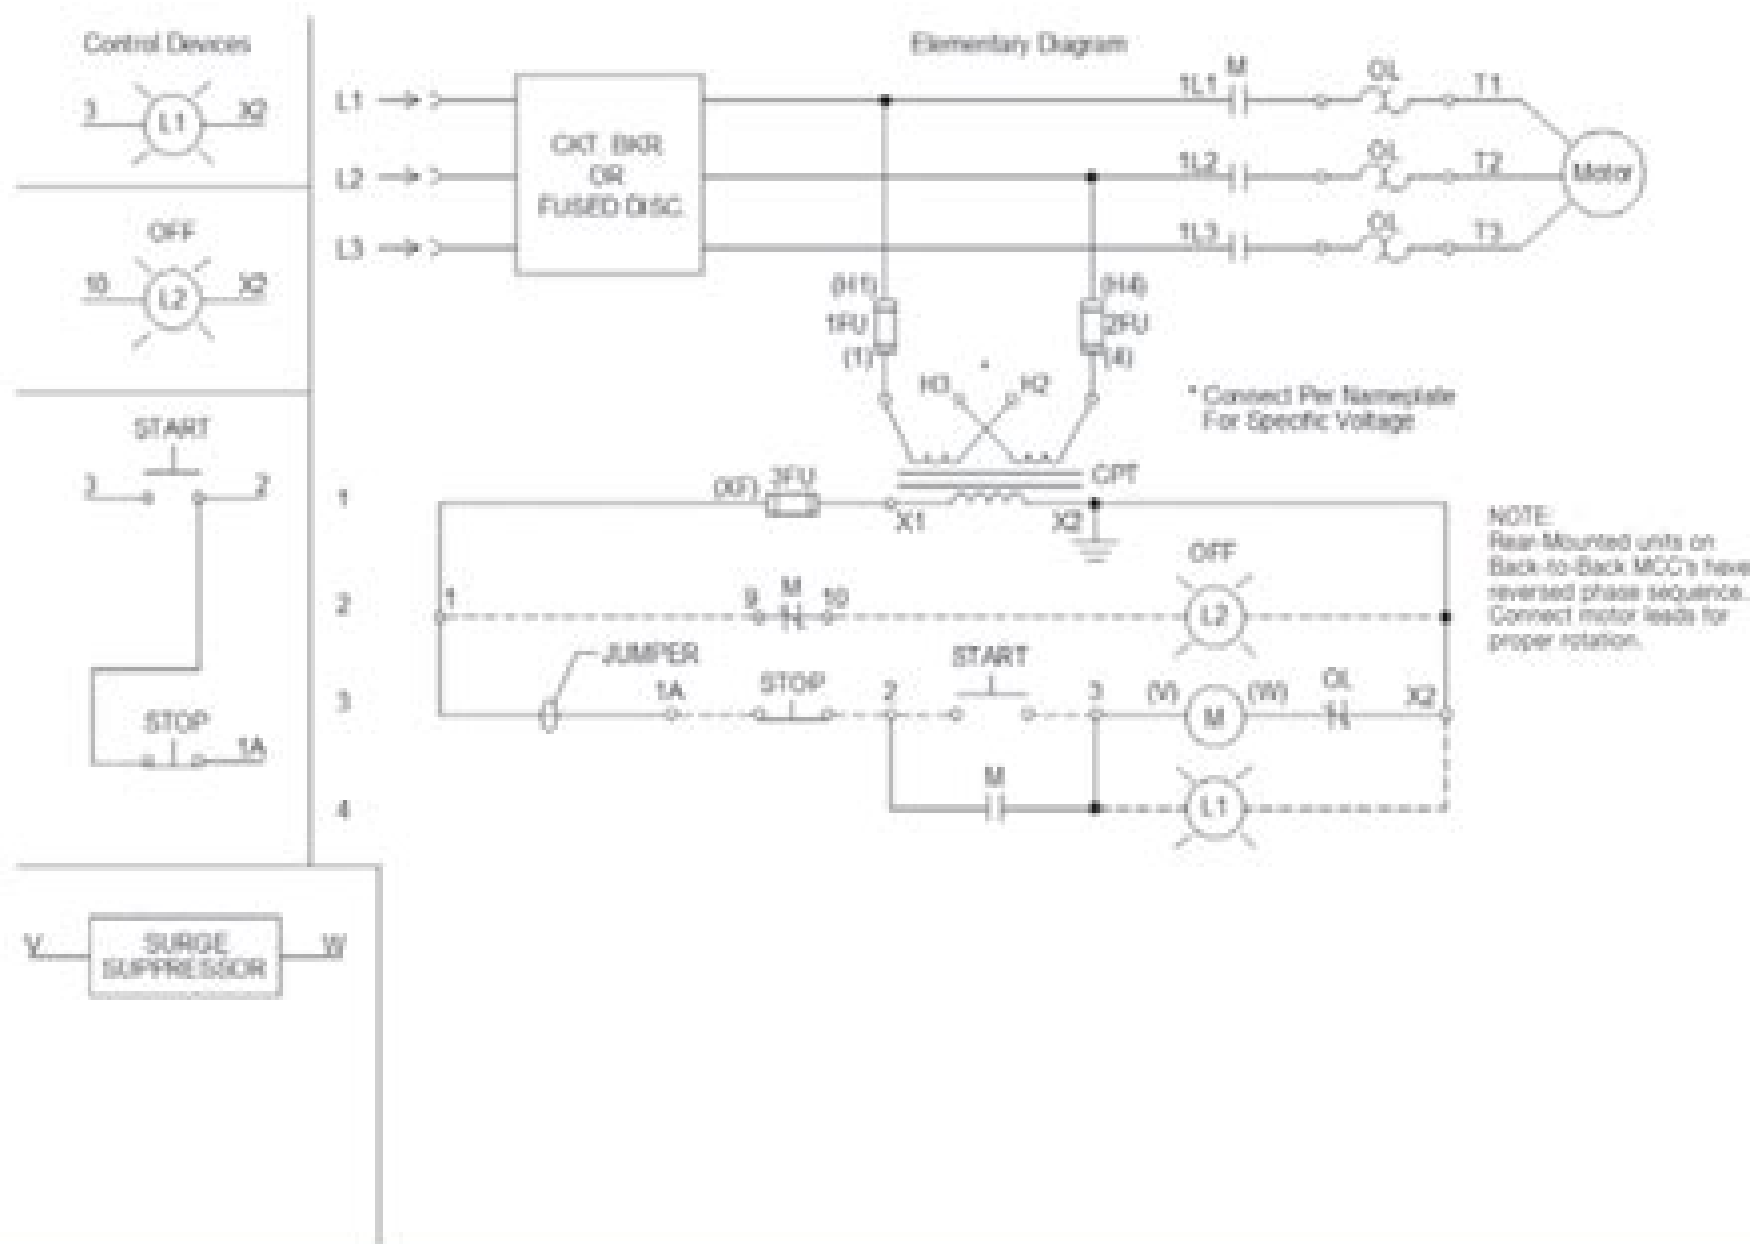 Control Devices
3 L1 X2
OFF
10 L2 X2
START
3 2
STOP
1A
SURGE
SUPPRESSOR
V W
Elementary Diagram
L1
L2
L3
CKT. BKR.
OR
FUSED DISC.
1L1 M OL T1
1L2 OL T2
1L3 OL T3
Motor
(H1) (H4)
1FU 2FU
(1) (4)
H3 * H2
* Connect Per Nameplate
For Specific Voltage
CPT
1 (XF) 3FU X1 X2
NOTE:
Rear Mounted units on
Back-to-Back MCC's have
reversed phase sequence.
Connect motor leads for
proper rotation.
OFF
2 1 9 M 10 L2
JUMPER
3 1A STOP 2 START 3 (V) M (W) OL X2
4 M L1